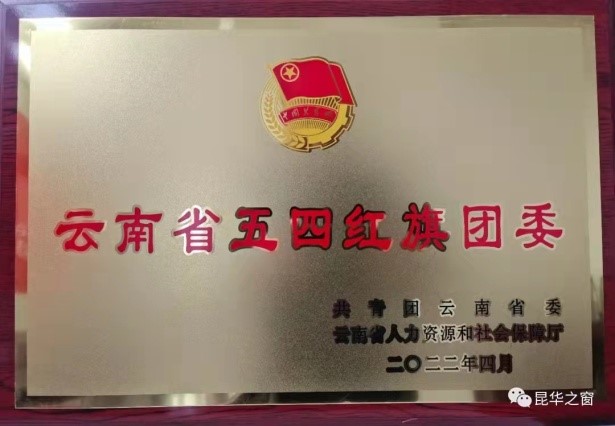 云南省五四红旗团委
共青团云南省委
云南省人力资源和社会保障厅
二〇二二年四月
昆华之窗